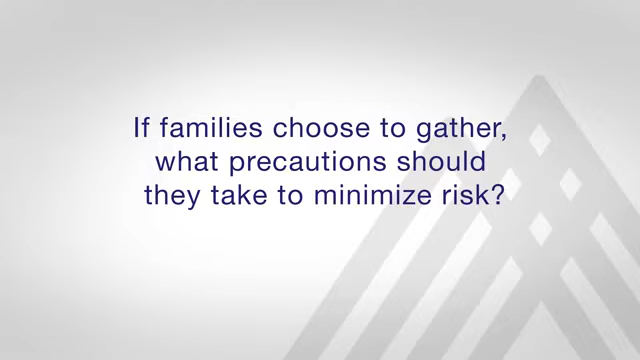 If families choose to gather,
what precautions should
they take to minimize risk?